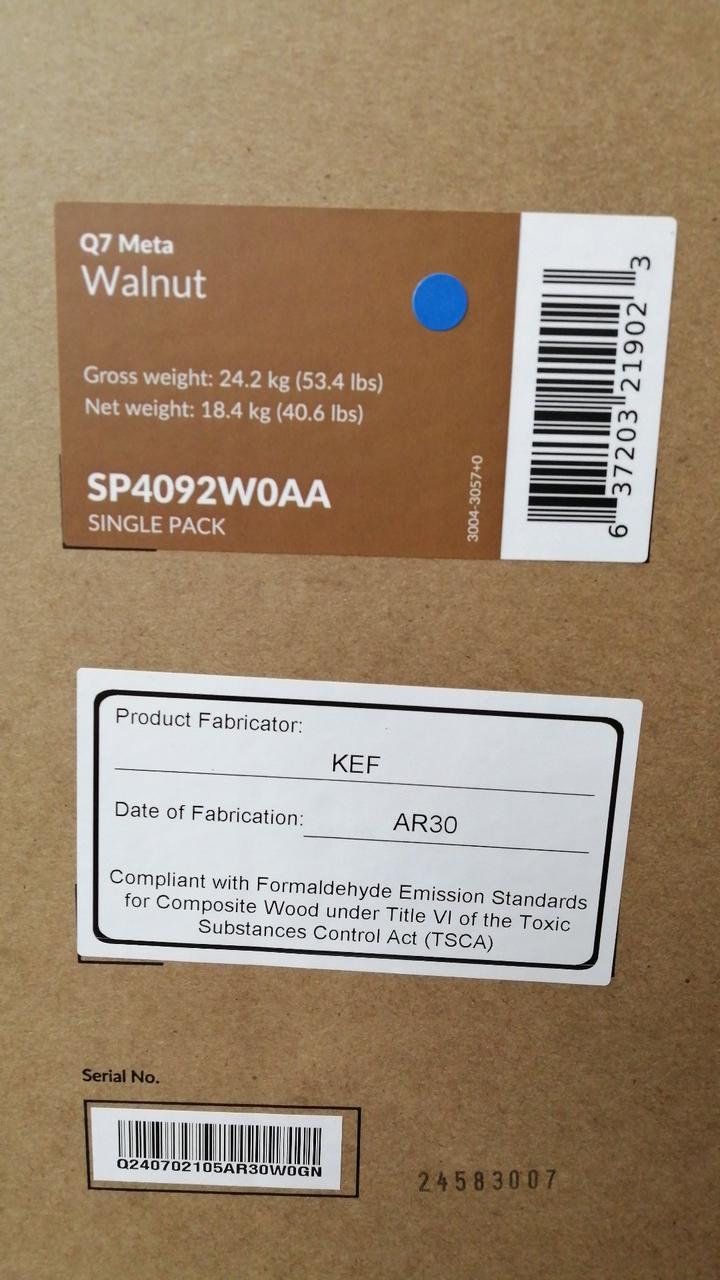 Q7 Meta
Walnut
Gross weight: 24.2 kg (53.4 lbs)
Net weight: 18.4 kg (40.6 lbs)
SP4092W0AA
SINGLE PACK
3004-3057+0
6 37203 21902 3
Product Fabricator:
KEF
Date of Fabrication: AR30
Compliant with Formaldehyde Emission Standards
for Composite Wood under Title VI of the Toxic
Substances Control Act (TSCA)
Serial No.
Q240702105AR30W0GN
24583007